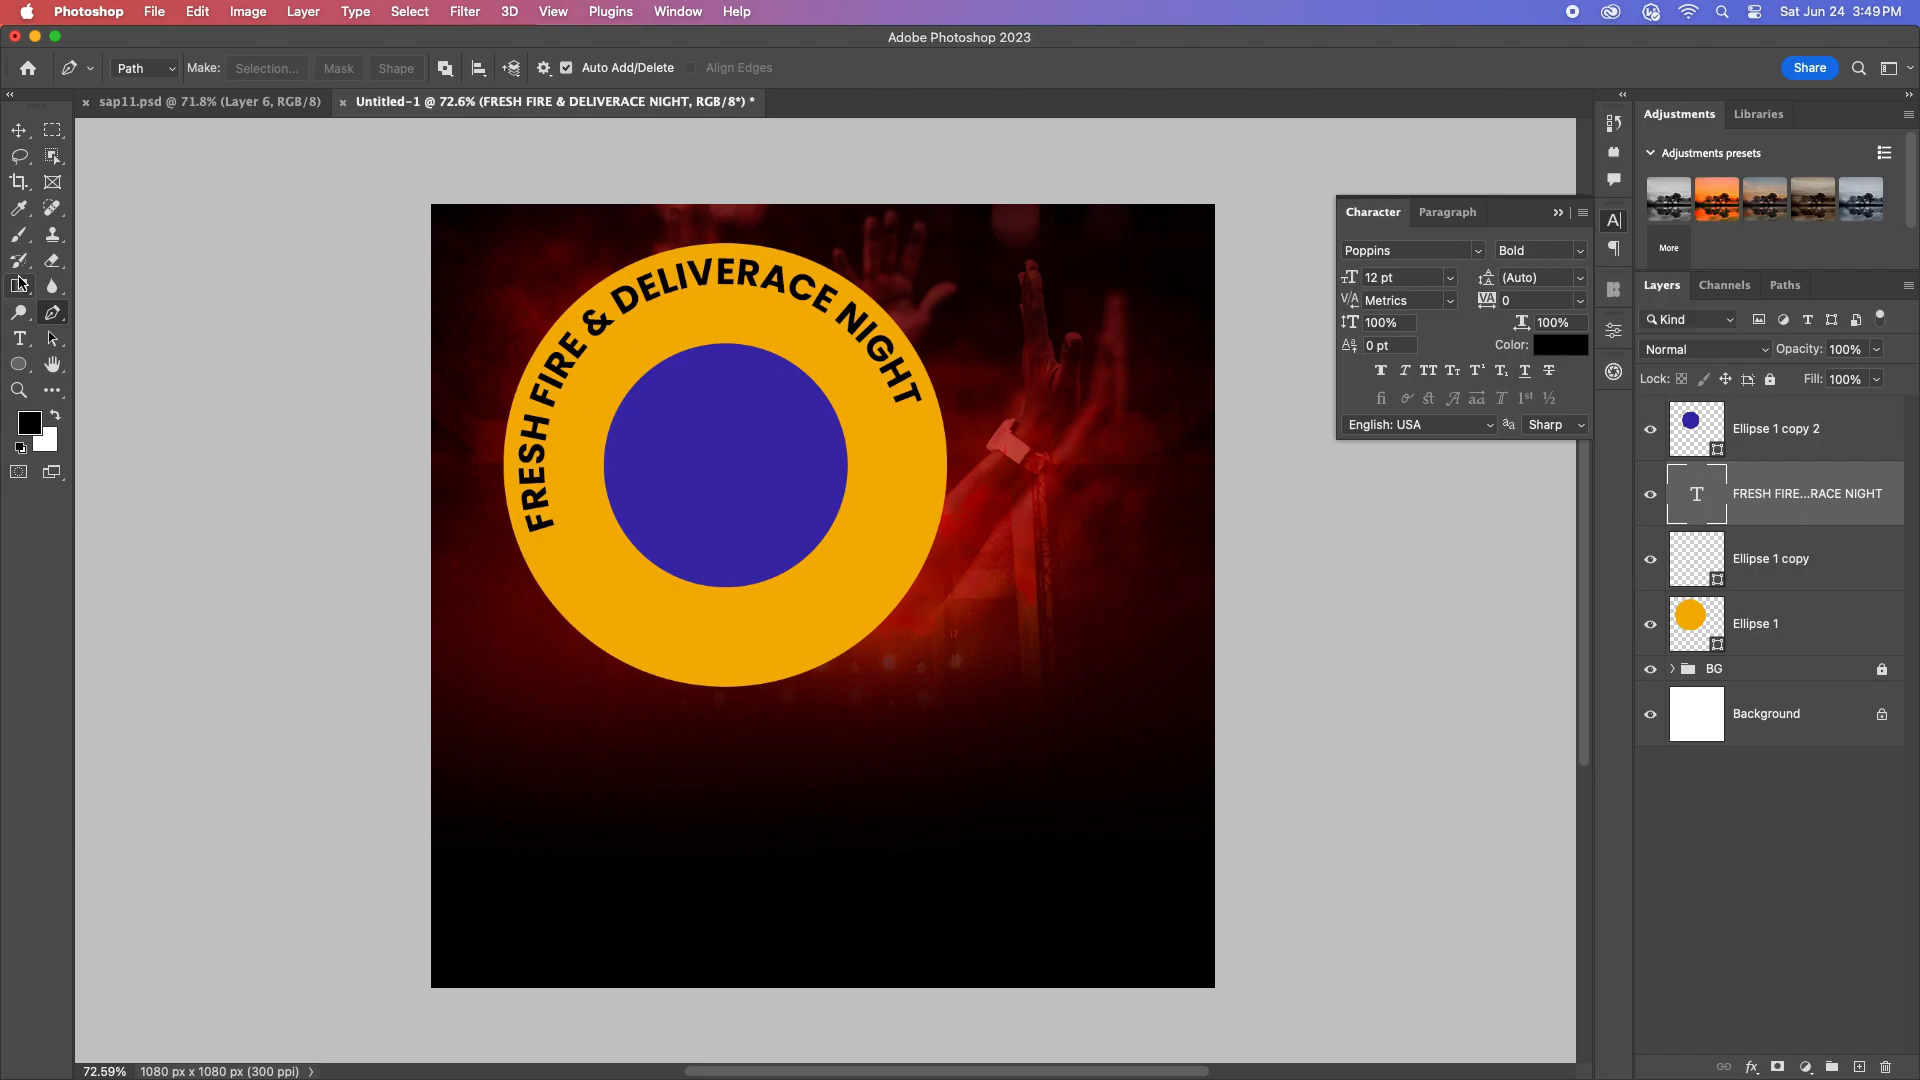 Photoshop File Edit Image Layer Type Select Filter 3D View Plugins Window Help Sat Jun 24 3:49 PM
Adobe Photoshop 2023
Path Make: Selection... Mask Shape Auto Add/Delete Align Edges Share
× sap11.psd @ 71.8% (Layer 6, RGB/8) × Untitled-1 @ 72.6% (FRESH FIRE & DELIVERACE NIGHT, RGB/8*) *
FRESH FIRE & DELIVERACE NIGHT
Character Paragraph
Poppins Bold
12 pt (Auto)
Metrics 0
100% 100%
0 pt Color:
English: USA Sharp
Adjustments Libraries
Adjustments presets
More
Layers Channels Paths
Kind
Normal Opacity: 100%
Lock: Fill: 100%
Ellipse 1 copy 2
FRESH FIRE...RACE NIGHT
Ellipse 1 copy
Ellipse 1
BG
Background
72.59% 1080 px x 1080 px (300 ppi)